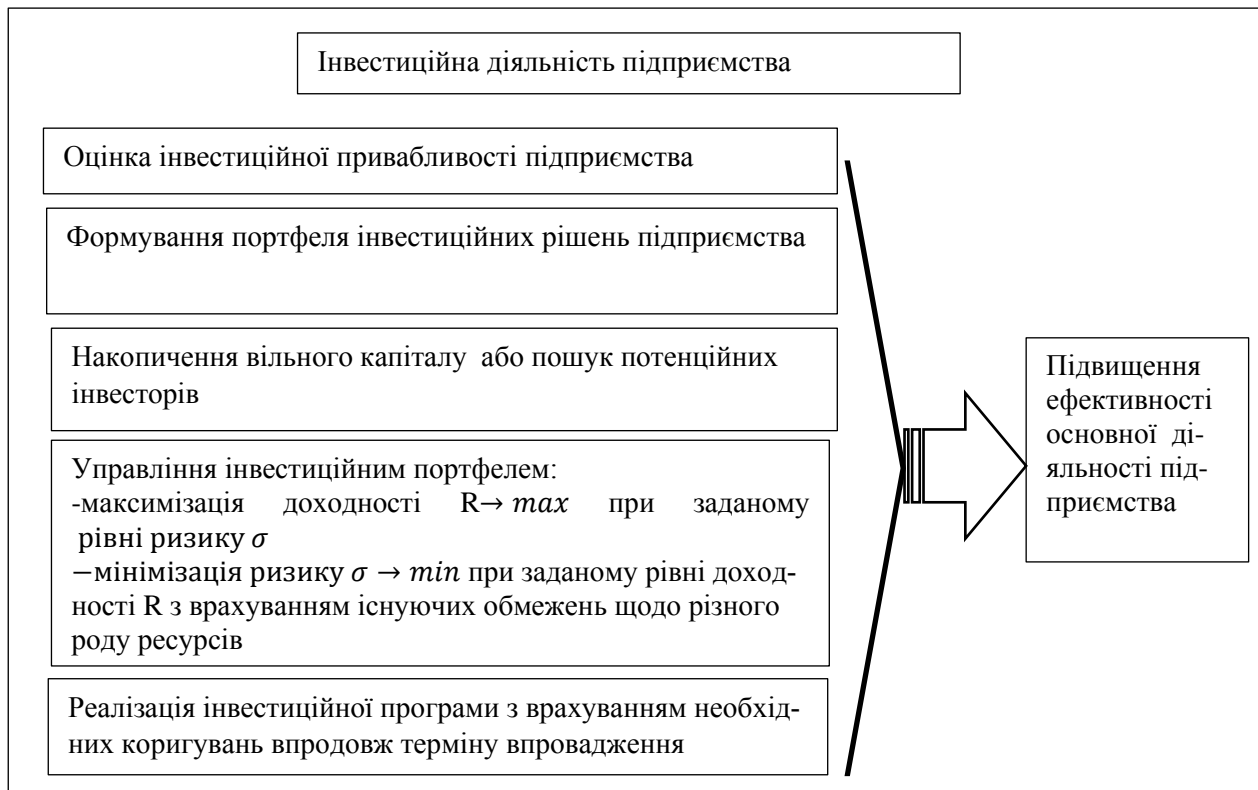 Інвестиційна діяльність підприємства
Оцінка інвестиційної привабливості підприємства
Формування портфеля інвестиційних рішень підприємства
Накопичення вільного капіталу або пошук потенційних
інвесторів
Управління інвестиційним портфелем:
-максимізація доходності R→ max при заданому
рівні ризику σ
−мінімізація ризику σ → min при заданому рівні доход-
ності R з врахуванням існуючих обмежень щодо різного
роду ресурсів
Реалізація інвестиційної програми з врахуванням необхід-
них коригувань впродовж терміну впровадження
Підвищення
ефективності
основної ді-
яльності під-
приємства